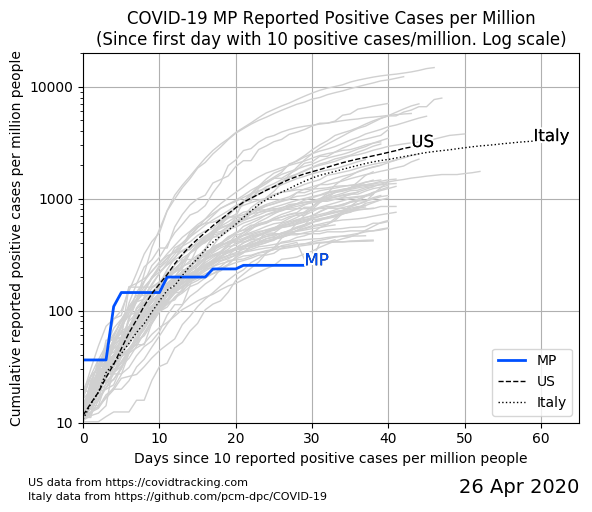 COVID-19 MP Reported Positive Cases per Million
(Since first day with 10 positive cases/million. Log scale)
Cumulative reported positive cases per million people
10000
1000
100
10
US
Italy
MP
MP
US
Italy
0 10 20 30 40 50 60
Days since 10 reported positive cases per million people
US data from https://covidtracking.com
Italy data from https://github.com/pcm-dpc/COVID-19
26 Apr 2020